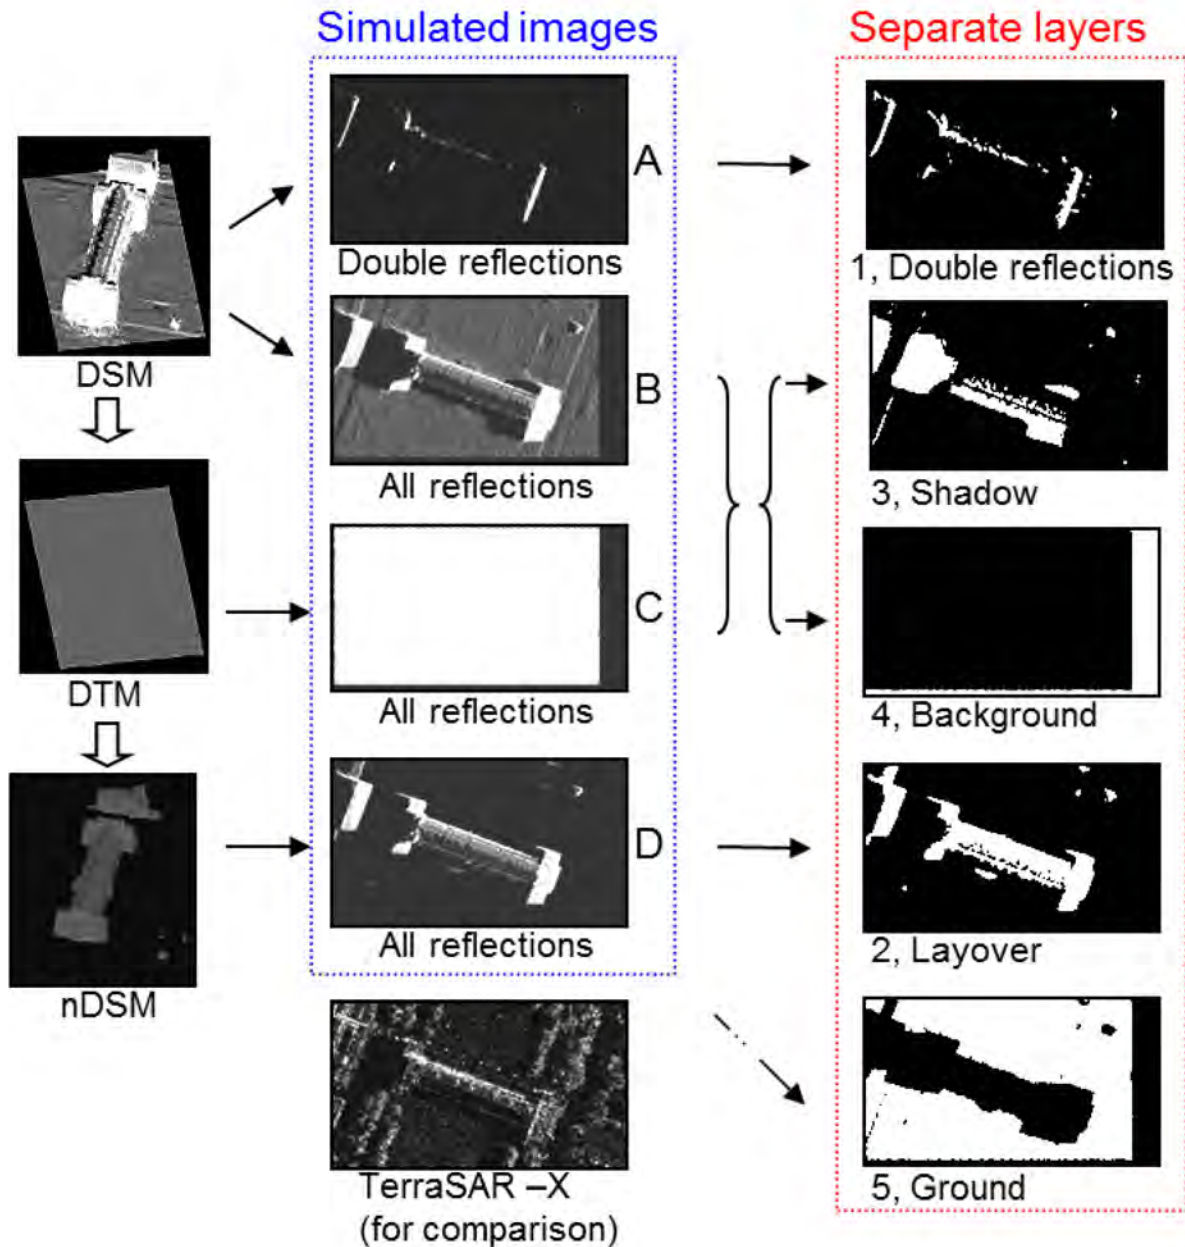 Simulated images
Separate layers
A
Double reflections
1, Double reflections
DSM
B
All reflections
3, Shadow
C
DTM
All reflections
4, Background
D
All reflections
2, Layover
nDSM
TerraSAR –X
(for comparison)
5, Ground